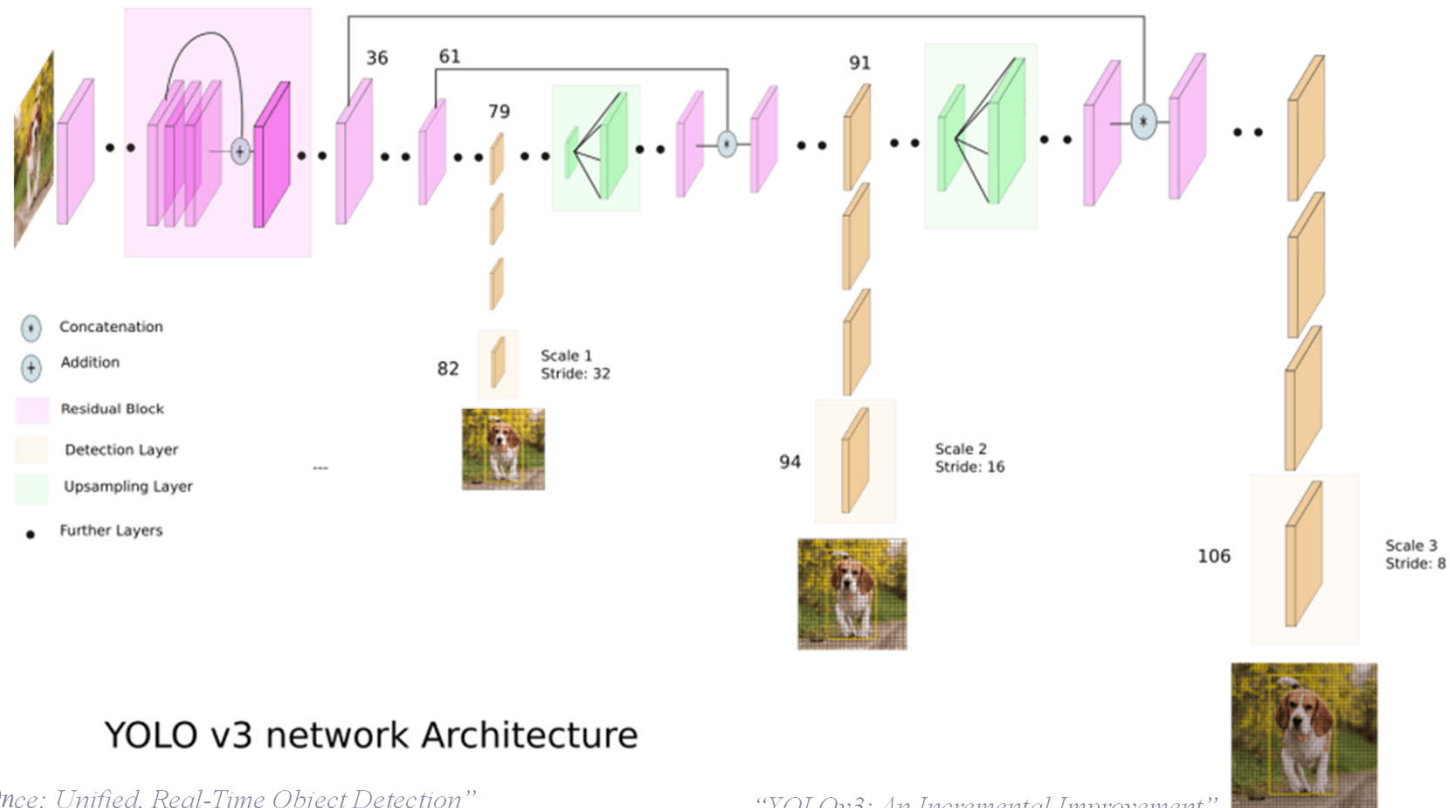 36
61
79
91
Concatenation
Addition
Residual Block
Detection Layer
Upsampling Layer
Further Layers
---
82
Scale 1
Stride: 32
94
Scale 2
Stride: 16
106
Scale 3
Stride: 8
YOLO v3 network Architecture
Unified, Real-Time Object Detection”
“YOLOv3: An Incremental Improvement”